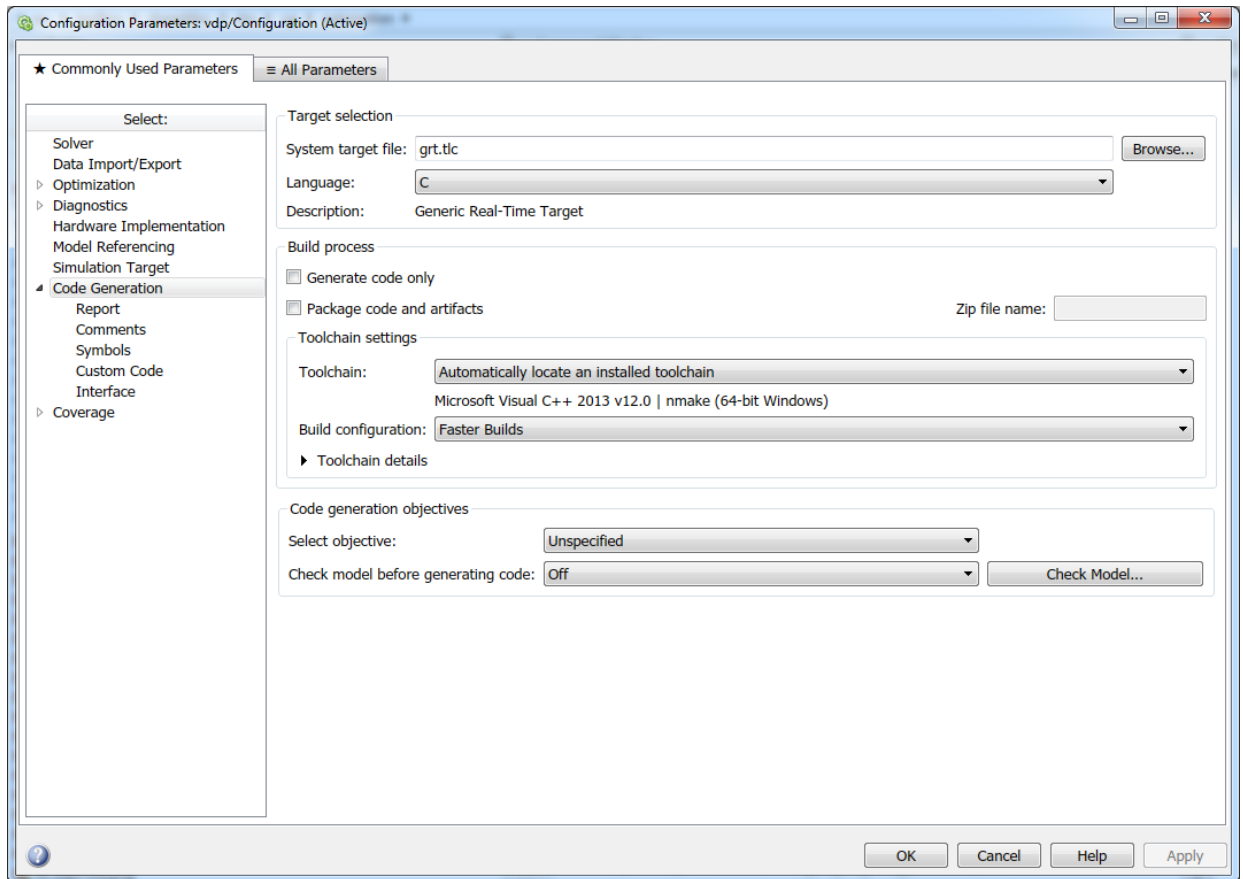 Configuration Parameters: vdp/Configuration (Active)
★ Commonly Used Parameters
≡ All Parameters
Select:
Solver
Data Import/Export
Optimization
Diagnostics
Hardware Implementation
Model Referencing
Simulation Target
Code Generation
Report
Comments
Symbols
Custom Code
Interface
Coverage
Target selection
System target file: grt.tlc Browse...
Language: C
Description: Generic Real-Time Target
Build process
Generate code only
Package code and artifacts Zip file name:
Toolchain settings
Toolchain: Automatically locate an installed toolchain
Microsoft Visual C++ 2013 v12.0 | nmake (64-bit Windows)
Build configuration: Faster Builds
Toolchain details
Code generation objectives
Select objective: Unspecified
Check model before generating code: Off Check Model...
OK Cancel Help Apply